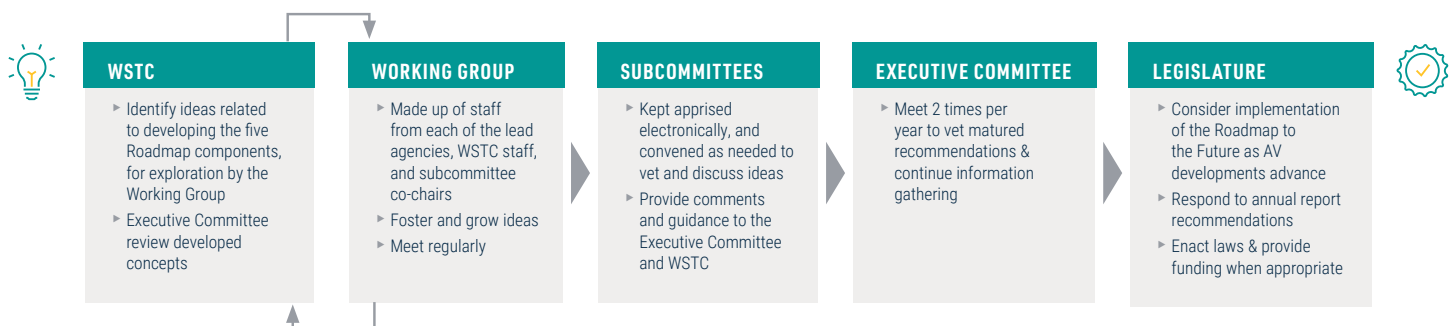 WSTC
▸ Identify ideas related
to developing the five
Roadmap components,
for exploration by the
Working Group
▸ Executive Committee
review developed
concepts
WORKING GROUP
▸ Made up of staff
from each of the lead
agencies, WSTC staff,
and subcommittee
co-chairs
▸ Foster and grow ideas
▸ Meet regularly
SUBCOMMITTEES
▸ Kept apprised
electronically, and
convened as needed to
vet and discuss ideas
▸ Provide comments
and guidance to the
Executive Committee
and WSTC
EXECUTIVE COMMITTEE
▸ Meet 2 times per
year to vet matured
recommendations &
continue information
gathering
LEGISLATURE
▸ Consider implementation
of the Roadmap to
the Future as AV
developments advance
▸ Respond to annual report
recommendations
▸ Enact laws & provide
funding when appropriate